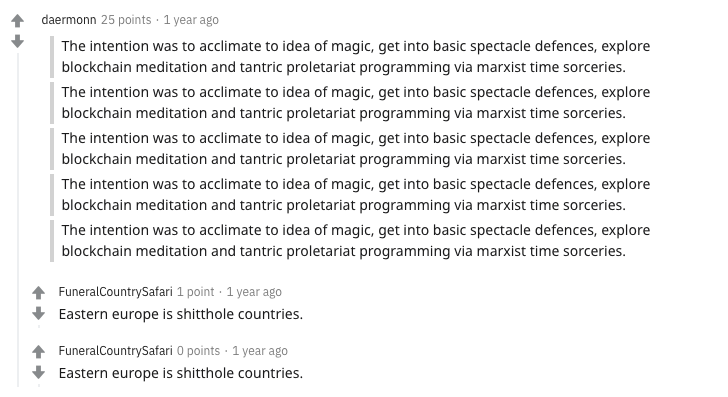 daermonn 25 points · 1 year ago
The intention was to acclimate to idea of magic, get into basic spectacle defences, explore
blockchain meditation and tantric proletariat programming via marxist time sorceries.
The intention was to acclimate to idea of magic, get into basic spectacle defences, explore
blockchain meditation and tantric proletariat programming via marxist time sorceries.
The intention was to acclimate to idea of magic, get into basic spectacle defences, explore
blockchain meditation and tantric proletariat programming via marxist time sorceries.
The intention was to acclimate to idea of magic, get into basic spectacle defences, explore
blockchain meditation and tantric proletariat programming via marxist time sorceries.
The intention was to acclimate to idea of magic, get into basic spectacle defences, explore
blockchain meditation and tantric proletariat programming via marxist time sorceries.
FuneralCountrySafari 1 point · 1 year ago
Eastern europe is shitthole countries.
FuneralCountrySafari 0 points · 1 year ago
Eastern europe is shitthole countries.